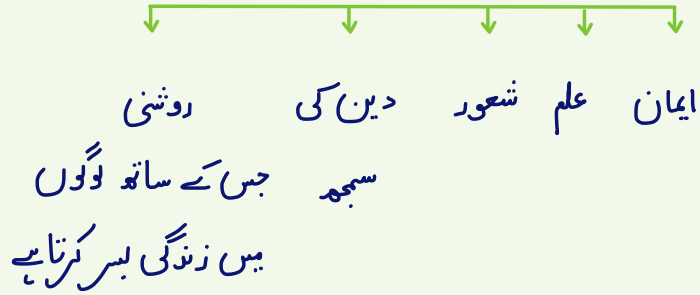 ایمان علم شعور دین کی روشنی
سمجھ جس کے ساتھ لوگوں
میں زندگی بسر کرتا ہے